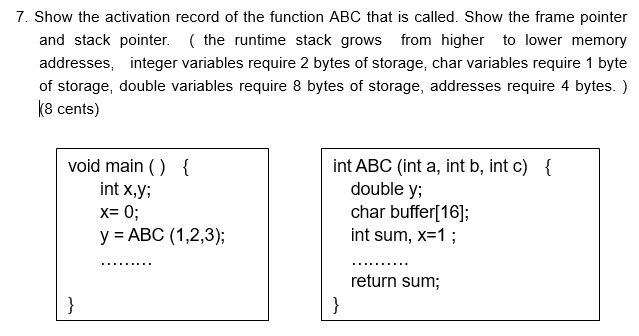 7. Show the activation record of the function ABC that is called. Show the frame pointer
and stack pointer. ( the runtime stack grows from higher to lower memory
addresses, integer variables require 2 bytes of storage, char variables require 1 byte
of storage, double variables require 8 bytes of storage, addresses require 4 bytes. )
(8 cents)
void main ( ) {
int x,y;
x= 0;
y = ABC (1,2,3);
.........
}
int ABC (int a, int b, int c) {
double y;
char buffer[16];
int sum, x=1 ;
..........
return sum;
}